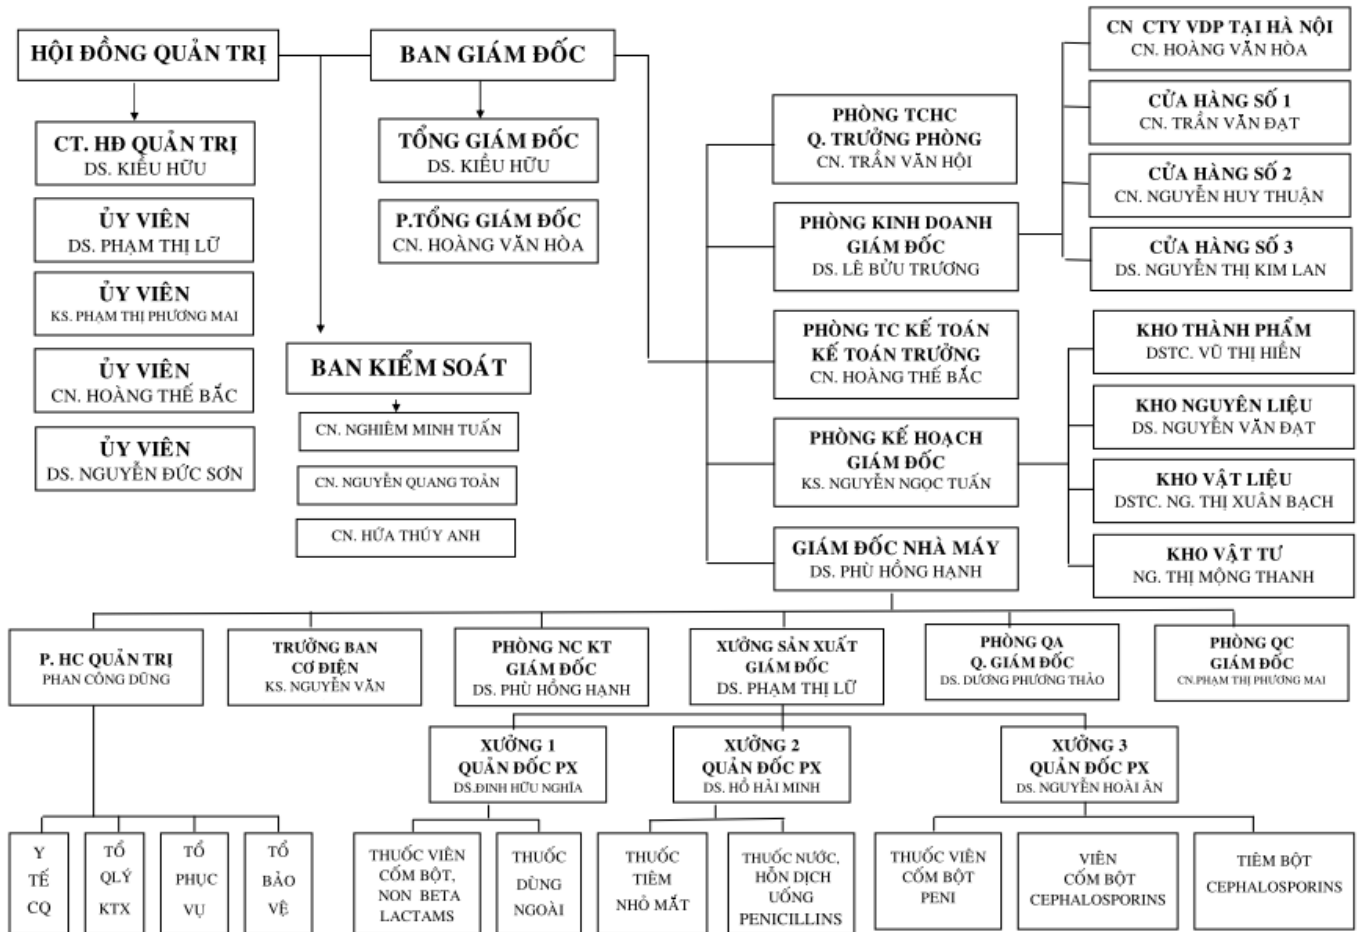 HỘI ĐỒNG QUẢN TRỊ
BAN GIÁM ĐỐC
CT. HĐ QUẢN TRỊ
DS. KIỀU HỮU
ỦY VIÊN
DS. PHẠM THỊ LỮ
ỦY VIÊN
KS. PHẠM THỊ PHƯƠNG MAI
ỦY VIÊN
CN. HOÀNG THẾ BẮC
ỦY VIÊN
DS. NGUYỄN ĐỨC SƠN
TỔNG GIÁM ĐỐC
DS. KIỀU HỮU
P.TỔNG GIÁM ĐỐC
CN. HOÀNG VĂN HÒA
BAN KIỂM SOÁT
CN. NGHIÊM MINH TUẤN
CN. NGUYỄN QUANG TOẢN
CN. HỨA THÚY ANH
PHÒNG TCHC
Q. TRƯỞNG PHÒNG
CN. TRẦN VĂN HỘI
PHÒNG KINH DOANH
GIÁM ĐỐC
DS. LÊ BỬU TRƯƠNG
PHÒNG TC KẾ TOÁN
KẾ TOÁN TRƯỞNG
CN. HOÀNG THẾ BẮC
PHÒNG KẾ HOẠCH
GIÁM ĐỐC
KS. NGUYỄN NGỌC TUẤN
GIÁM ĐỐC NHÀ MÁY
DS. PHÙ HỒNG HẠNH
CN CTY VDP TẠI HÀ NỘI
CN. HOÀNG VĂN HÒA
CỬA HÀNG SỐ 1
CN. TRẦN VĂN ĐẠT
CỬA HÀNG SỐ 2
CN. NGUYỄN HUY THUẬN
CỬA HÀNG SỐ 3
DS. NGUYỄN THỊ KIM LAN
KHO THÀNH PHẨM
DSTC. VŨ THỊ HIỀN
KHO NGUYÊN LIỆU
DS. NGUYỄN VĂN ĐẠT
KHO VẬT LIỆU
DSTC. NG. THỊ XUÂN BẠCH
KHO VẬT TƯ
NG. THỊ MỘNG THANH
P. HC QUẢN TRỊ
PHAN CÔNG DŨNG
TRƯỞNG BAN
CƠ ĐIỆN
KS. NGUYỄN VĂN
PHÒNG NC KT
GIÁM ĐỐC
DS. PHÙ HỒNG HẠNH
XƯỞNG SẢN XUẤT
GIÁM ĐỐC
DS. PHẠM THỊ LỮ
PHÒNG QA
Q. GIÁM ĐỐC
DS. DƯƠNG PHƯƠNG THẢO
PHÒNG QC
GIÁM ĐỐC
CN.PHẠM THỊ PHƯƠNG MAI
XƯỞNG 1
QUẢN ĐỐC PX
DS.ĐINH HỮU NGHĨA
XƯỞNG 2
QUẢN ĐỐC PX
DS. HỒ HẢI MINH
XƯỞNG 3
QUẢN ĐỐC PX
DS. NGUYỄN HOÀI ÂN
Y
TẾ
CQ
TỔ
QLÝ
KTX
TỔ
PHỤC
VỤ
TỔ
BẢO
VỆ
THUỐC VIÊN
CỐM BỘT,
NON BETA
LACTAMS
THUỐC
DÙNG
NGOÀI
THUỐC
TIÊM
NHỎ MẮT
THUỐC NƯỚC,
HỖN DỊCH
UỐNG
PENICILLINS
THUỐC VIÊN
CỐM BỘT
PENI
VIÊN
CỐM BỘT
CEPHALOSPORINS
TIÊM BỘT
CEPHALOSPORINS